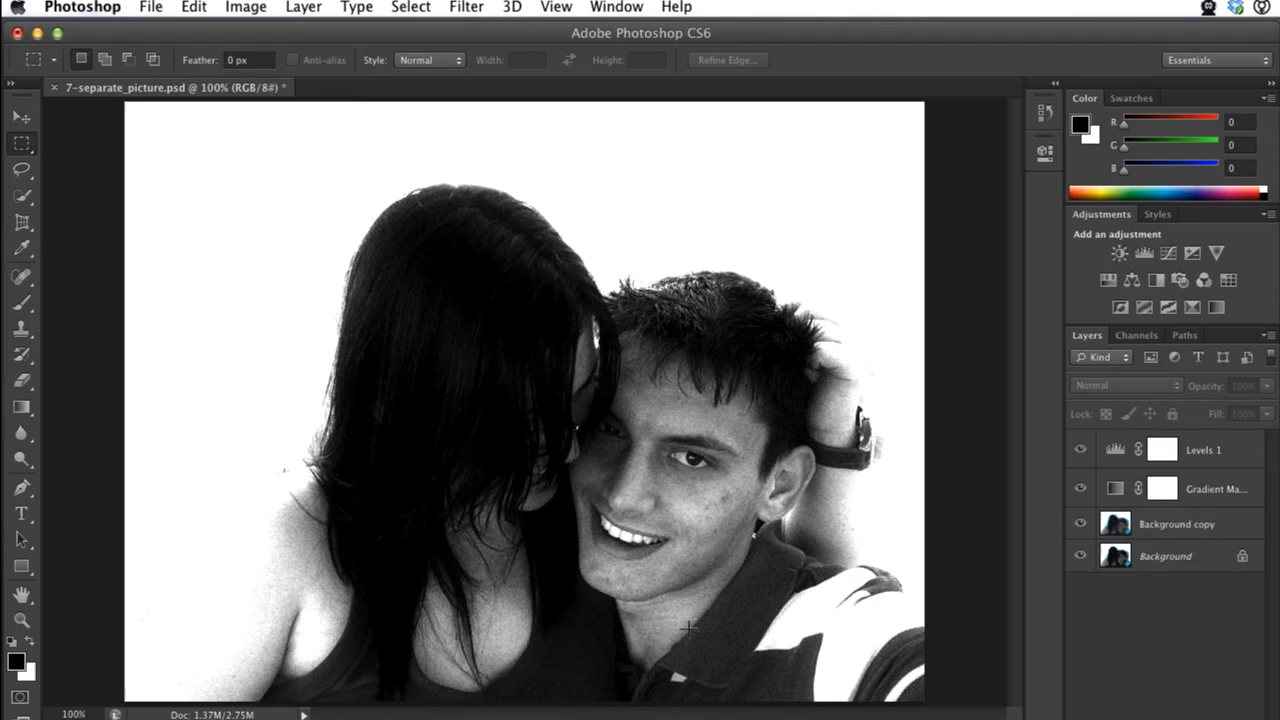 Photoshop File Edit Image Layer Type Select Filter 3D View Window Help
Adobe Photoshop CS6
Feather: 0 px Anti-alias Style: Normal Width: Height: Refine Edge... Essentials
× 7-separate_picture.psd @ 100% (RGB/8#) *
Color Swatches
R 0
G 0
B 0
Adjustments Styles
Add an adjustment
Layers Channels Paths
Kind
Normal Opacity: 100%
Lock: Fill: 100%
Levels 1
Gradient Ma...
Background copy
Background
100% Doc: 1.37M/2.75M